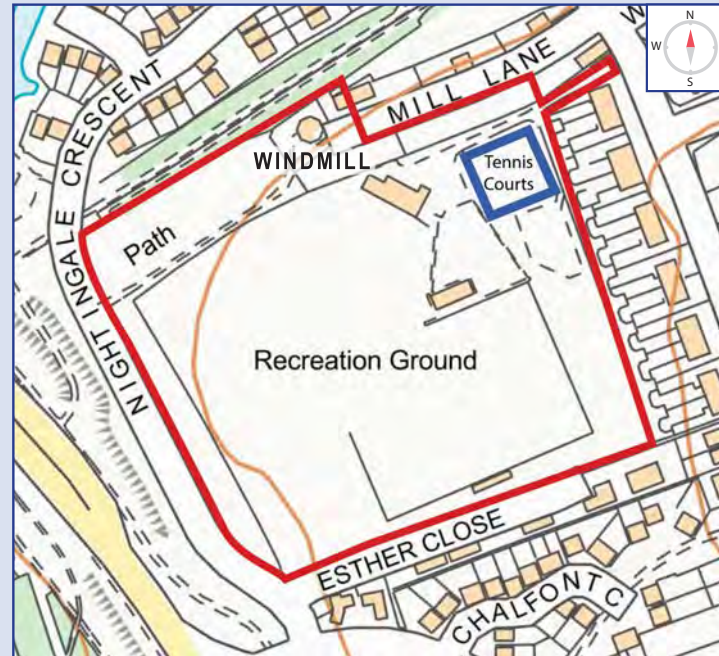 N
W
S
W
MILL LANE
WINDMILL
Tennis
Courts
NIGHT INGALE CRESCENT
Path
Recreation Ground
ESTHER CLOSE
CHALFONT C